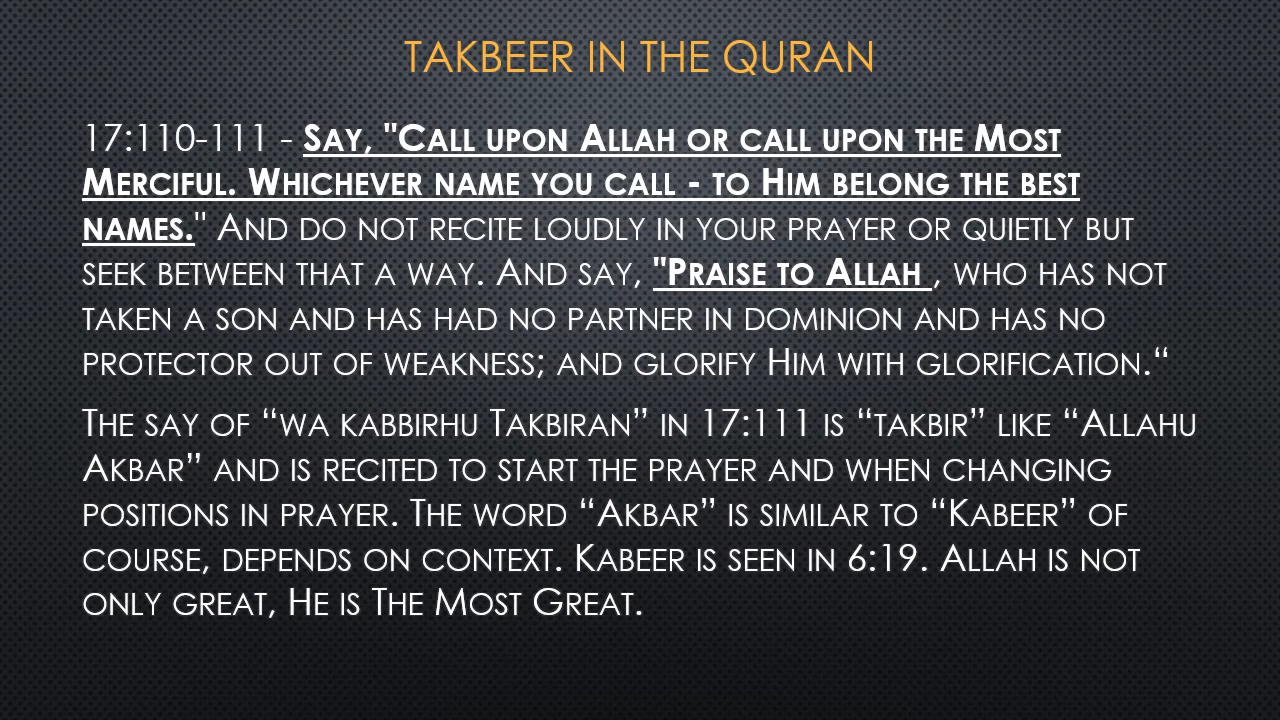 TAKBEER IN THE QURAN
17:110-111 - SAY, "CALL UPON ALLAH OR CALL UPON THE MOST
MERCIFUL. WHICHEVER NAME YOU CALL - TO HIM BELONG THE BEST
NAMES." AND DO NOT RECITE LOUDLY IN YOUR PRAYER OR QUIETLY BUT
SEEK BETWEEN THAT A WAY. AND SAY, "PRAISE TO ALLAH , WHO HAS NOT
TAKEN A SON AND HAS HAD NO PARTNER IN DOMINION AND HAS NO
PROTECTOR OUT OF WEAKNESS; AND GLORIFY HIM WITH GLORIFICATION.“
THE SAY OF “WA KABBIRHU TAKBIRAN” IN 17:111 IS “TAKBIR” LIKE “ALLAHU
AKBAR” AND IS RECITED TO START THE PRAYER AND WHEN CHANGING
POSITIONS IN PRAYER. THE WORD “AKBAR” IS SIMILAR TO “KABEER” OF
COURSE, DEPENDS ON CONTEXT. KABEER IS SEEN IN 6:19. ALLAH IS NOT
ONLY GREAT, HE IS THE MOST GREAT.